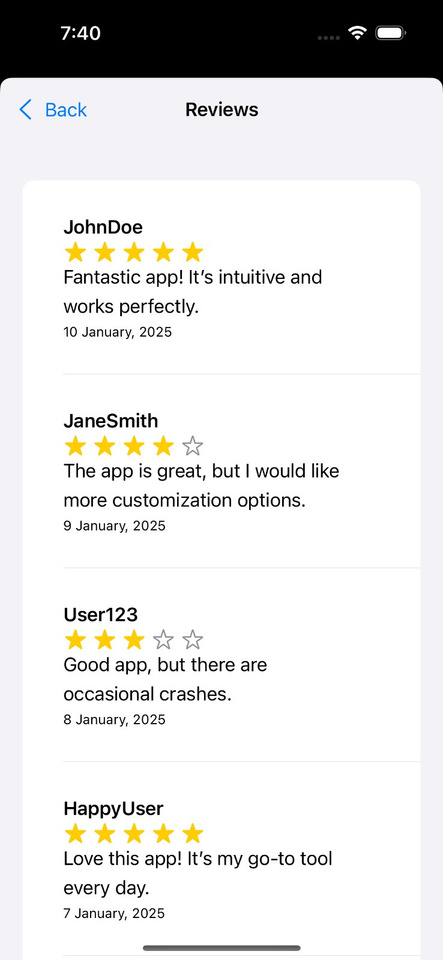 7:40
Back
Reviews
JohnDoe
Fantastic app! It’s intuitive and
works perfectly.
10 January, 2025
JaneSmith
The app is great, but I would like
more customization options.
9 January, 2025
User123
Good app, but there are
occasional crashes.
8 January, 2025
HappyUser
Love this app! It’s my go-to tool
every day.
7 January, 2025